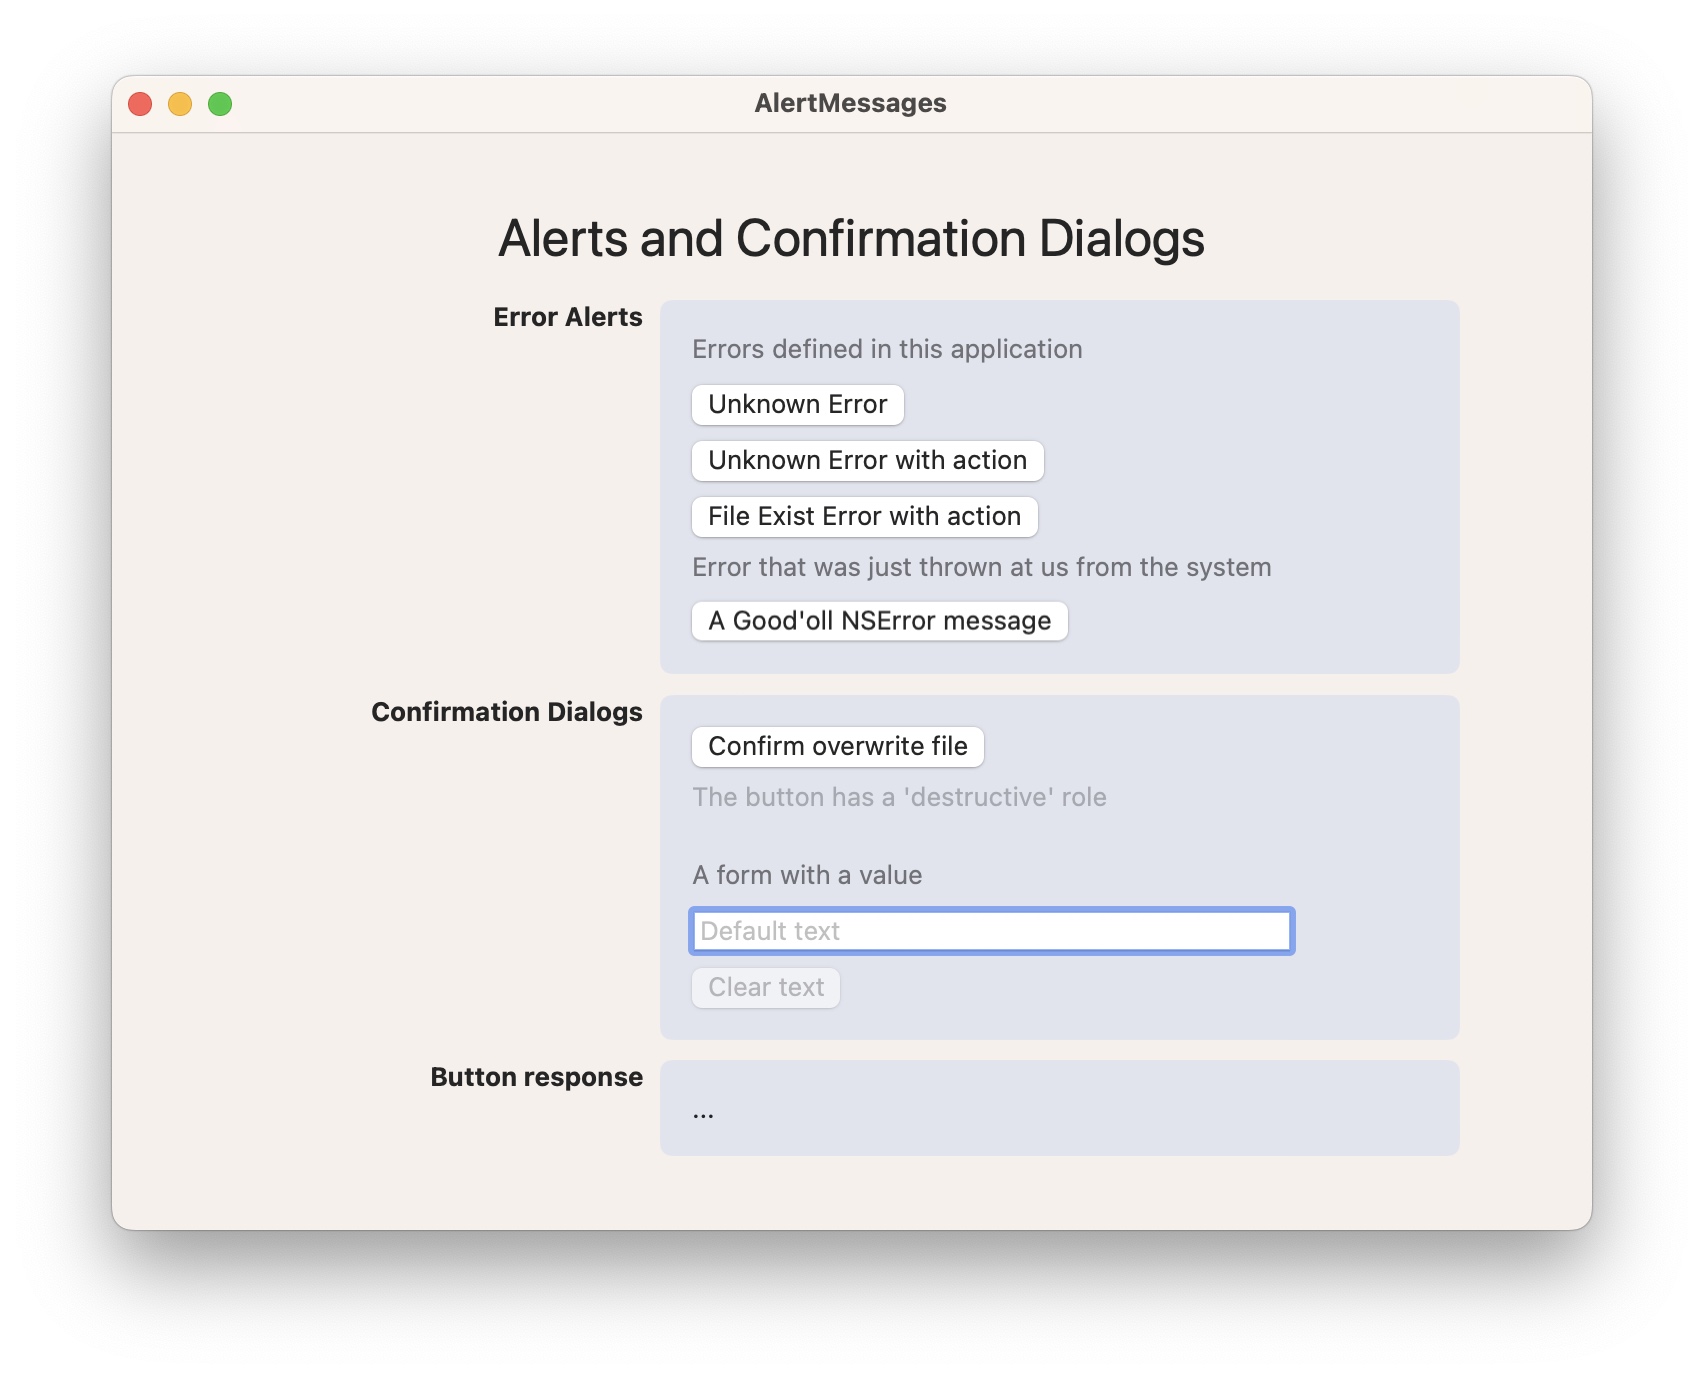 AlertMessages
Alerts and Confirmation Dialogs
Error Alerts
Errors defined in this application
Unknown Error
Unknown Error with action
File Exist Error with action
Error that was just thrown at us from the system
A Good'oll NSError message
Confirmation Dialogs
Confirm overwrite file
The button has a 'destructive' role
A form with a value
Default text
Clear text
Button response
...